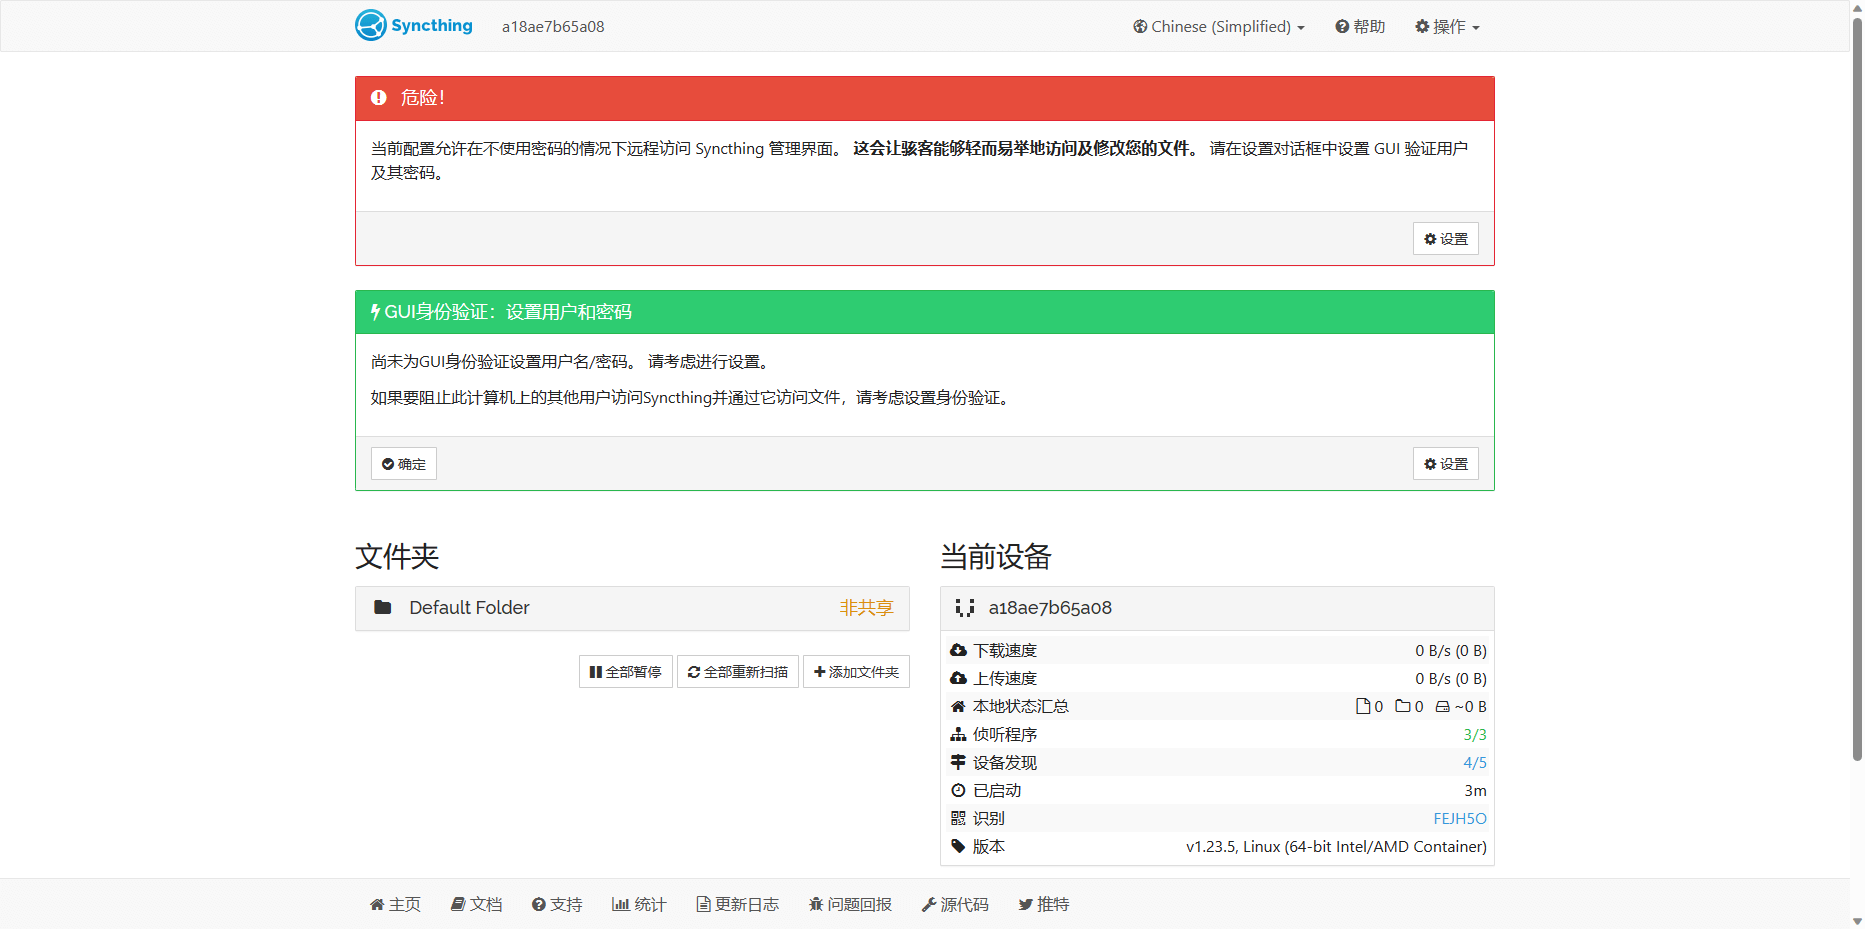 Syncthing a18ae7b65a08 Chinese (Simplified) 帮助 操作
危险！
当前配置允许在不使用密码的情况下远程访问 Syncthing 管理界面。 这会让骇客能够轻而易举地访问及修改您的文件。 请在设置对话框中设置 GUI 验证用户
及其密码。
设置
GUI身份验证：设置用户和密码
尚未为GUI身份验证设置用户名/密码。 请考虑进行设置。
如果要阻止此计算机上的其他用户访问Syncthing并通过它访问文件，请考虑设置身份验证。
确定 设置
文件夹
Default Folder 非共享
全部暂停 全部重新扫描 添加文件夹
当前设备
a18ae7b65a08
下载速度 0 B/s (0 B)
上传速度 0 B/s (0 B)
本地状态汇总 0 0 ~0 B
侦听程序 3/3
设备发现 4/5
已启动 3m
识别 FEJH5O
版本 v1.23.5, Linux (64-bit Intel/AMD Container)
主页 文档 支持 统计 更新日志 问题回报 源代码 推特